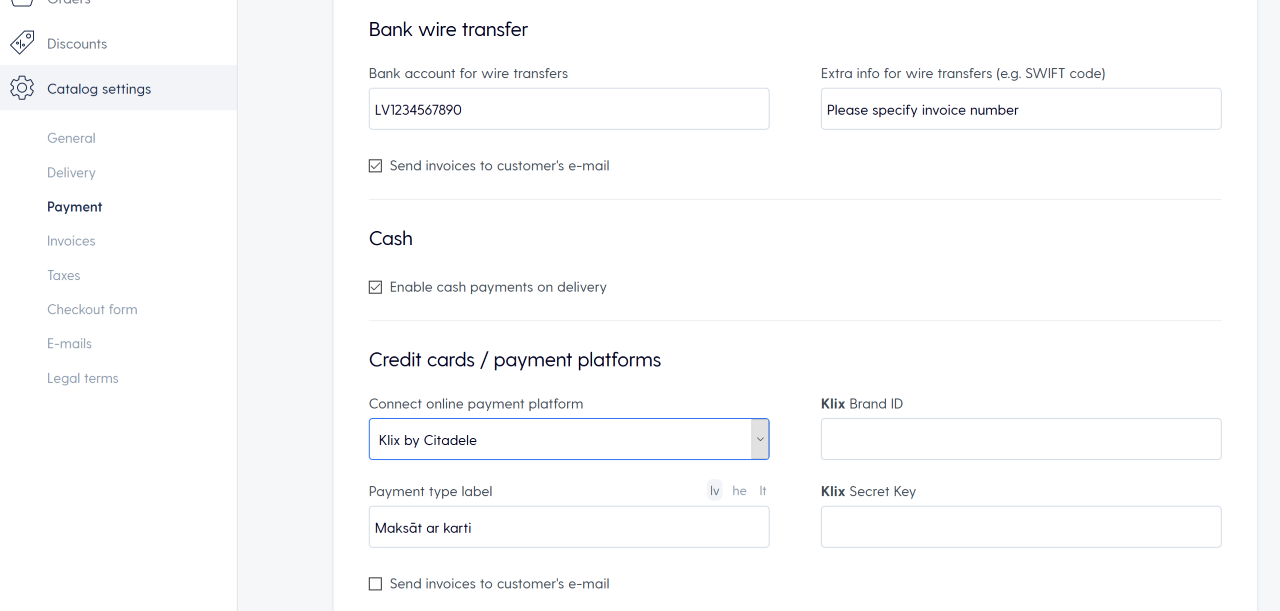 Orders
Discounts
Catalog settings
General
Delivery
Payment
Invoices
Taxes
Checkout form
E-mails
Legal terms
Bank wire transfer
Bank account for wire transfers
LV1234567890
Extra info for wire transfers (e.g. SWIFT code)
Please specify invoice number
Send invoices to customer's e-mail
Cash
Enable cash payments on delivery
Credit cards / payment platforms
Connect online payment platform
Klix by Citadele
Klix Brand ID
Payment type label lv he lt
Maksāt ar karti
Klix Secret Key
Send invoices to customer's e-mail